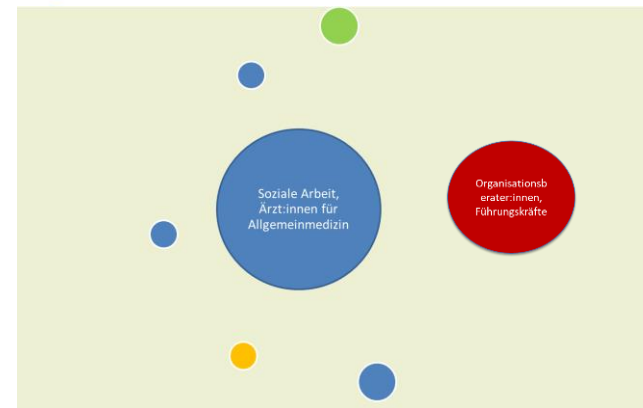 Soziale Arbeit,
Ärzt:innen für
Allgemeinmedizin
Organisationsb
erater:innen,
Führungskräfte